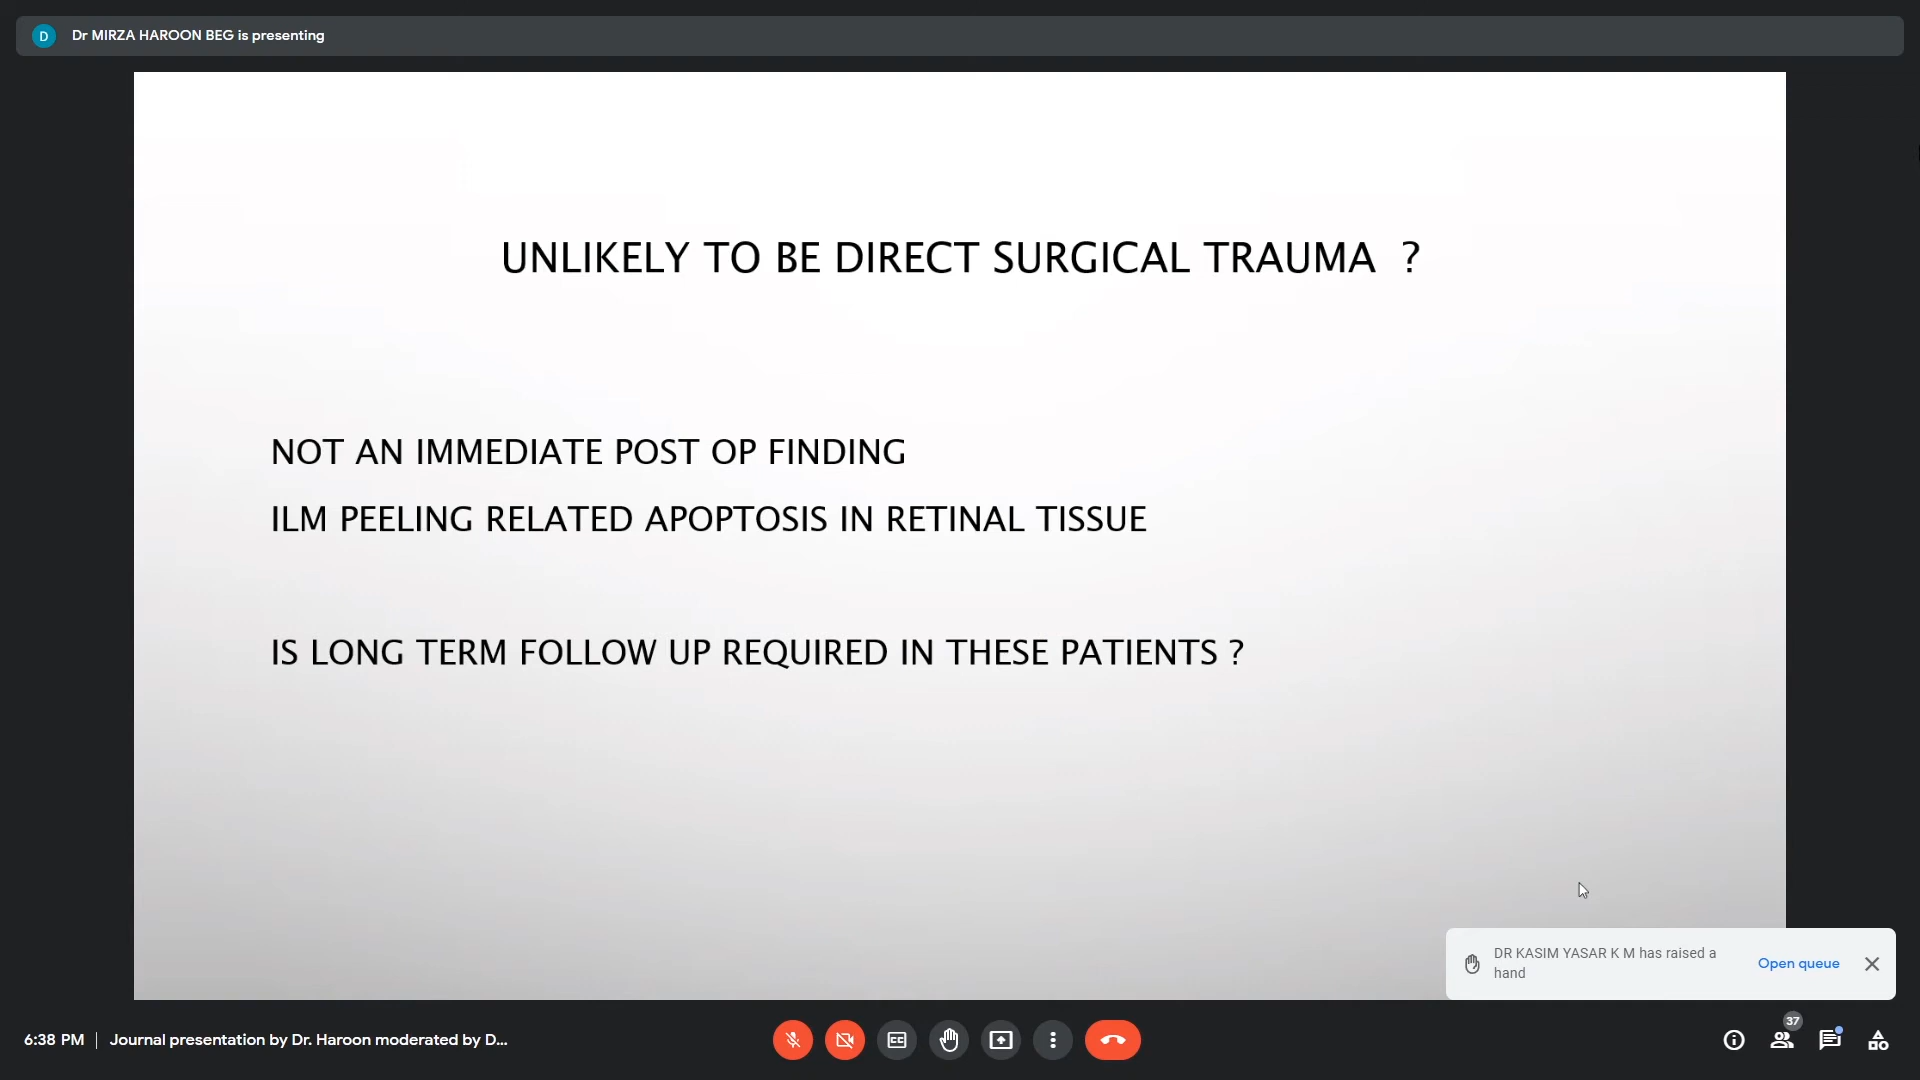 D
Dr MIRZA HAROON BEG is presenting
UNLIKELY TO BE DIRECT SURGICAL TRAUMA ?
NOT AN IMMEDIATE POST OP FINDING
ILM PEELING RELATED APOPTOSIS IN RETINAL TISSUE
IS LONG TERM FOLLOW UP REQUIRED IN THESE PATIENTS ?
DR KASIM YASAR K M has raised a
hand
Open queue
6:38 PM | Journal presentation by Dr. Haroon moderated by D...
CC
37